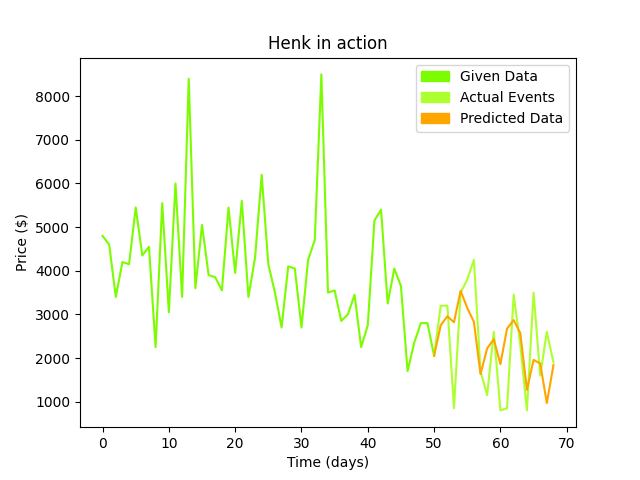 Henk in action
Given Data
Actual Events
Predicted Data
Price ($)
8000
7000
6000
5000
4000
3000
2000
1000
0 10 20 30 40 50 60 70
Time (days)